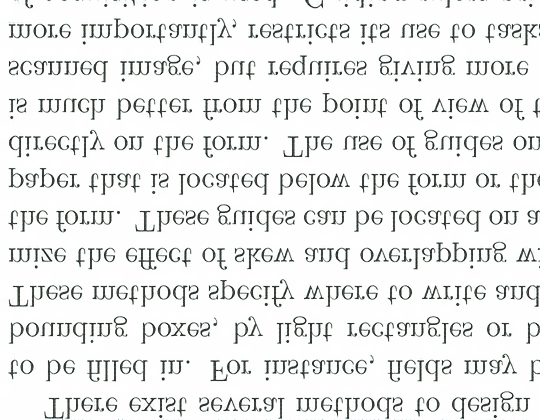 There exist several methods to design
to be filled in. For instance, fields may b
bounding boxes, by light rectangles or b
These methods specify where to write and
mize the effect of skew and overlapping wi
the form. These guides can be located on a
paper that is located below the form or the
directly on the form. The use of guides on
is much better from the point of view of t
scanned image, but requires giving more
more importantly, restricts its use to task